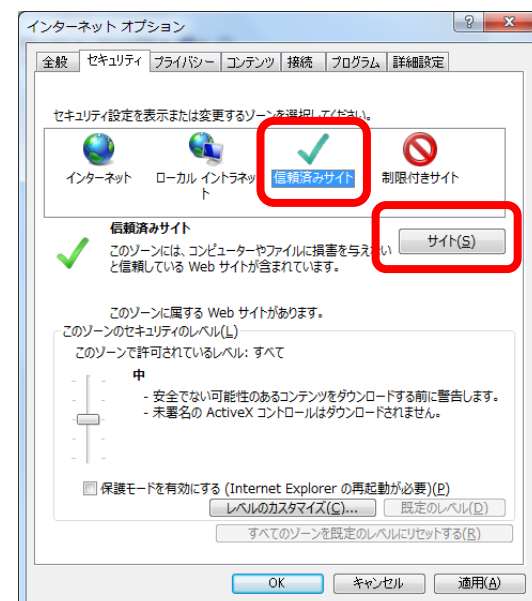 インターネット オプション
全般 セキュリティ プライバシー コンテンツ 接続 プログラム 詳細設定
セキュリティ設定を表示または変更するゾーンを選択してください。
インターネット ローカル イントラネット 信頼済みサイト 制限付きサイト
信頼済みサイト
サイト(S)
このゾーンには、コンピューターやファイルに損害を与えない
と信頼している Web サイトが含まれています。
このゾーンに属する Web サイトがあります。
このゾーンのセキュリティのレベル(L)
このゾーンで許可されているレベル: すべて
中
- 安全でない可能性のあるコンテンツをダウンロードする前に警告します。
- 未署名の ActiveX コントロールはダウンロードされません。
保護モードを有効にする (Internet Explorer の再起動が必要)(P)
レベルのカスタマイズ(C)... 既定のレベル(D)
すべてのゾーンを既定のレベルにリセットする(R)
OK キャンセル 適用(A)